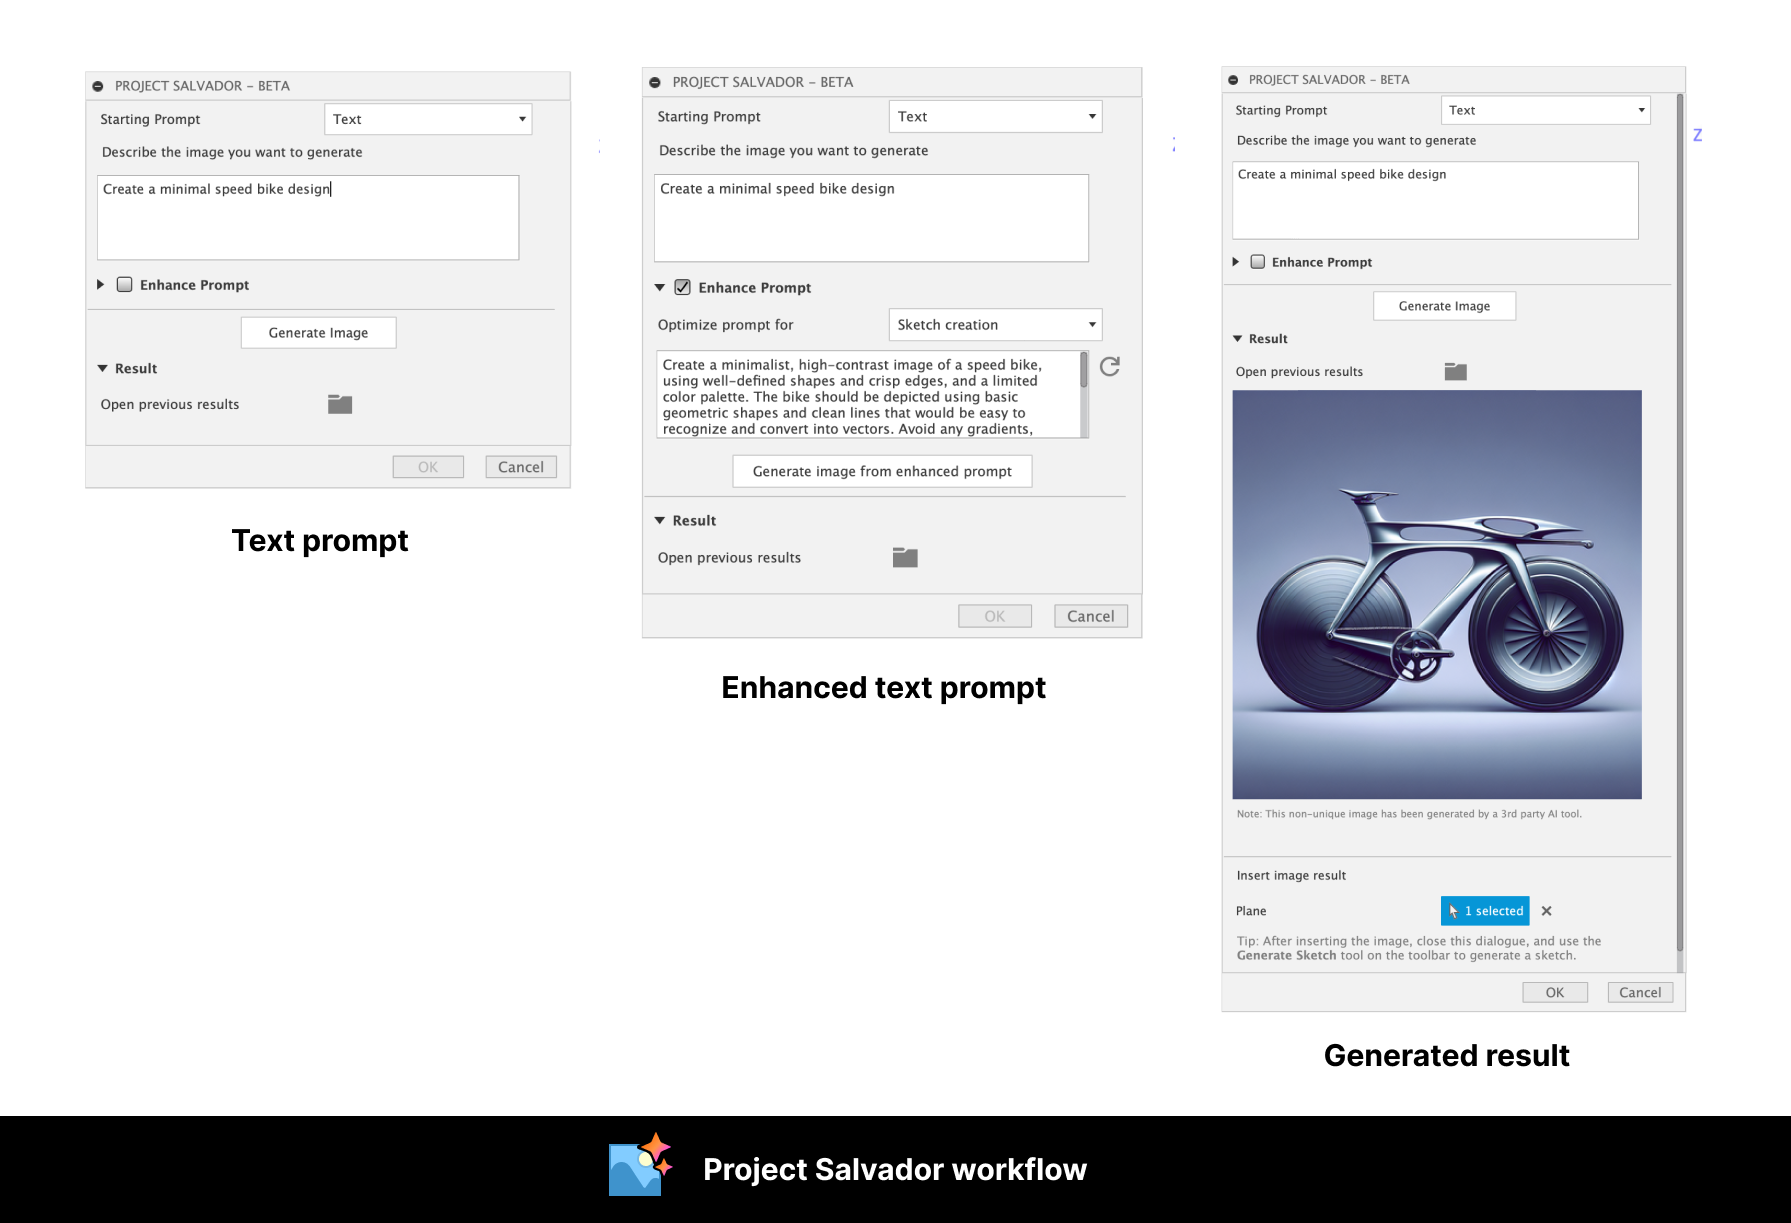 PROJECT SALVADOR – BETA
Starting Prompt
Text
Describe the image you want to generate
Create a minimal speed bike design
Enhance Prompt
Generate Image
Result
Open previous results
OK
Cancel
Text prompt
PROJECT SALVADOR – BETA
Starting Prompt
Text
Describe the image you want to generate
Create a minimal speed bike design
Enhance Prompt
Optimize prompt for
Sketch creation
Create a minimalist, high-contrast image of a speed bike,
using well-defined shapes and crisp edges, and a limited
color palette. The bike should be depicted using basic
geometric shapes and clean lines that would be easy to
recognize and convert into vectors. Avoid any gradients,
Generate image from enhanced prompt
Result
Open previous results
OK
Cancel
Enhanced text prompt
PROJECT SALVADOR – BETA
Starting Prompt
Text
Z
Describe the image you want to generate
Create a minimal speed bike design
Enhance Prompt
Generate Image
Result
Open previous results
Note: This non-unique image has been generated by a 3rd party AI tool.
Insert image result
Plane
1 selected
Tip: After inserting the image, close this dialogue, and use the
Generate Sketch tool on the toolbar to generate a sketch.
OK
Cancel
Generated result
Project Salvador workflow